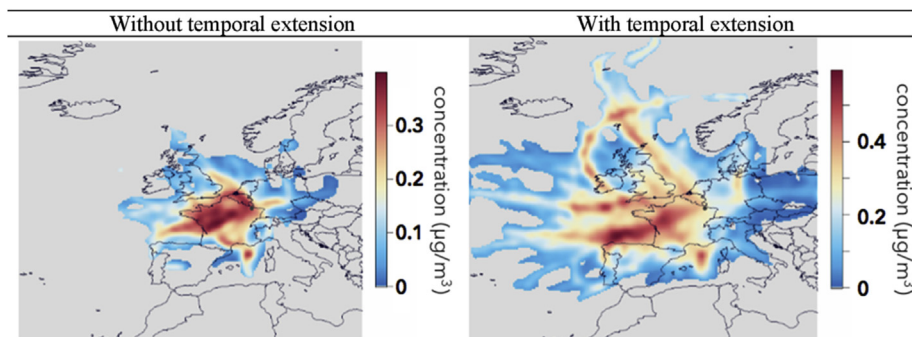 Without temporal extension
With temporal extension
0.3
0.2
0.1
0
concentration (µg/m³)
0.4
0.2
0
concentration (µg/m³)